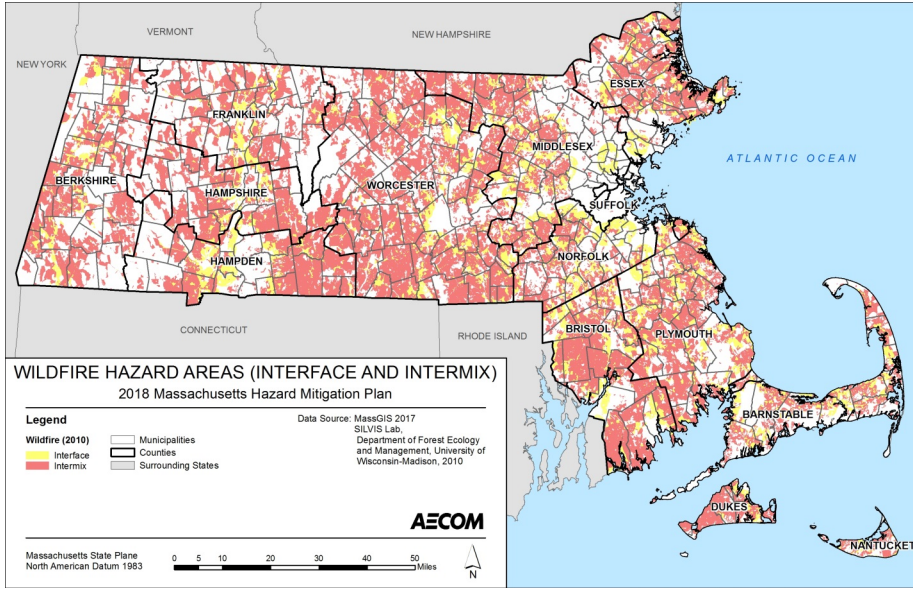 VERMONT
NEW HAMPSHIRE
NEW YORK
ESSEX
FRANKLIN
MIDDLESEX
ATLANTIC OCEAN
BERKSHIRE
HAMPSHIRE
WORCESTER
SUFFOLK
HAMPDEN
NORFOLK
CONNECTICUT
RHODE ISLAND
BRISTOL
PLYMOUTH
BARNSTABLE
DUKES
NANTUCKET
WILDFIRE HAZARD AREAS (INTERFACE AND INTERMIX)
2018 Massachusetts Hazard Mitigation Plan
Legend
Wildfire (2010)
Interface
Intermix
Municipalities
Counties
Surrounding States
Data Source: MassGIS 2017
SILVIS Lab,
Department of Forest Ecology
and Management, University of
Wisconsin-Madison, 2010
AECOM
Massachusetts State Plane
North American Datum 1983
0 5 10 20 30 40 50
Miles
N